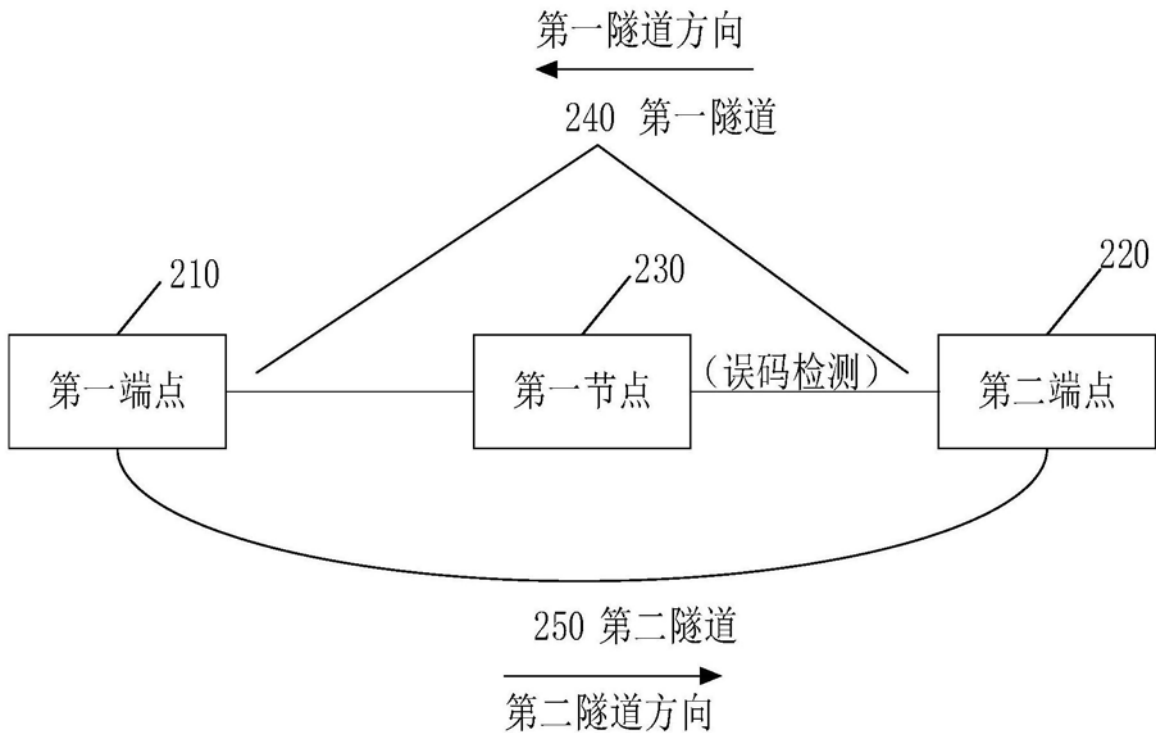 第一隧道方向
240 第一隧道
210
230
220
第一端点
第一节点
（误码检测）
第二端点
250 第二隧道
第二隧道方向